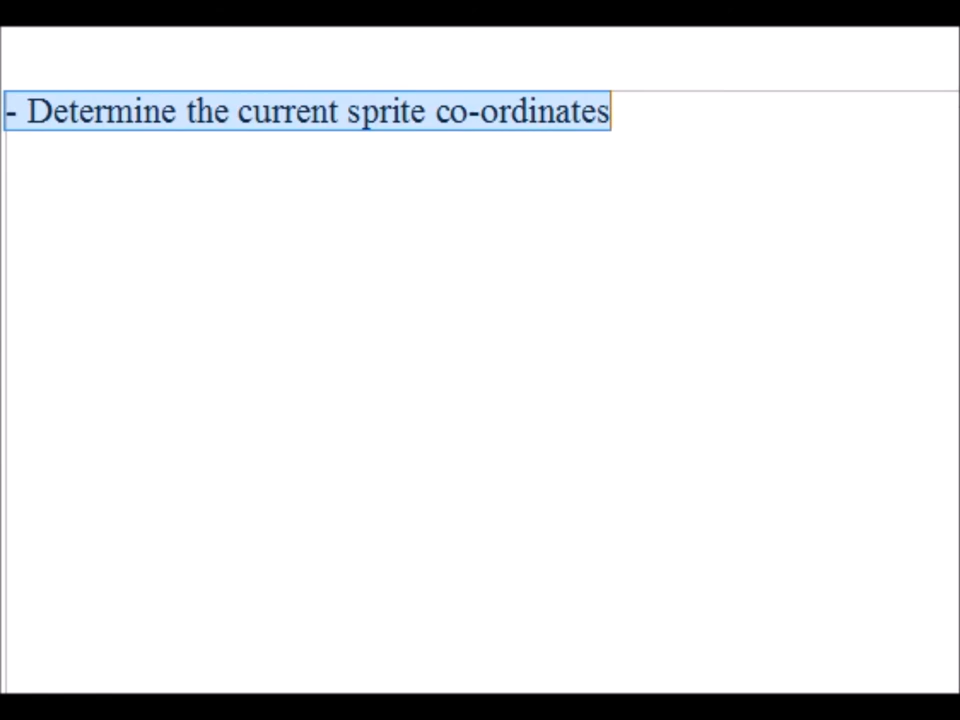 - Determine the current sprite co-ordinates